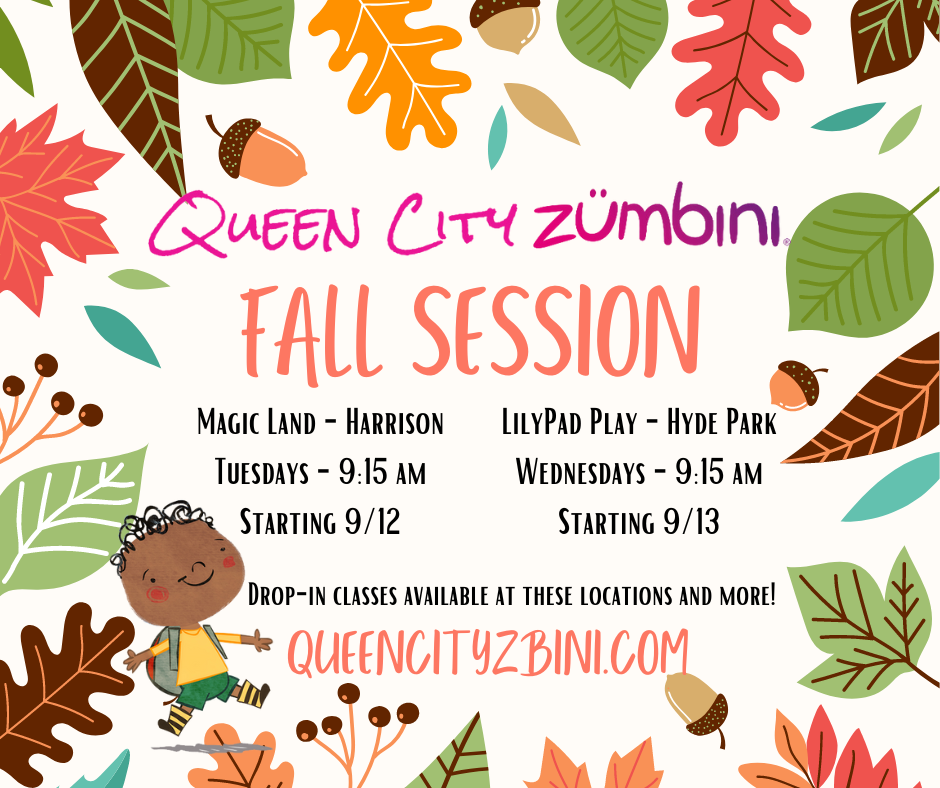 Queen City Zümbini®
Fall Session
Magic Land - Harrison
Tuesdays - 9:15 am
Starting 9/12
LilyPad Play - Hyde Park
Wednesdays - 9:15 am
Starting 9/13
Drop-in classes available at these locations and more!
QUEENCITYZBINI.COM